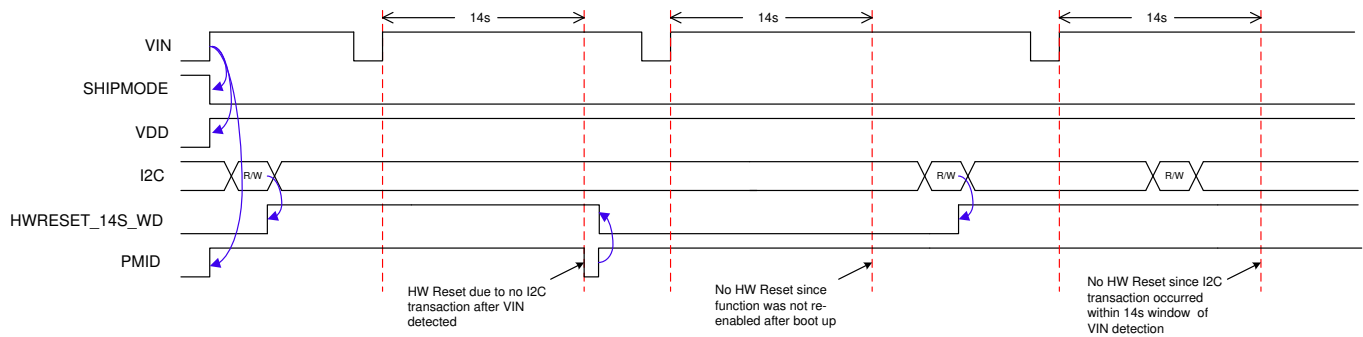 14s
14s
14s
VIN
SHIPMODE
VDD
I2C
R/W
R/W
R/W
HWRESET_14S_WD
PMID
HW Reset due to no I2C
transaction after VIN
detected
No HW Reset since
function was not re-
enabled after boot up
No HW Reset since I2C
transaction occurred
within 14s window of
VIN detection